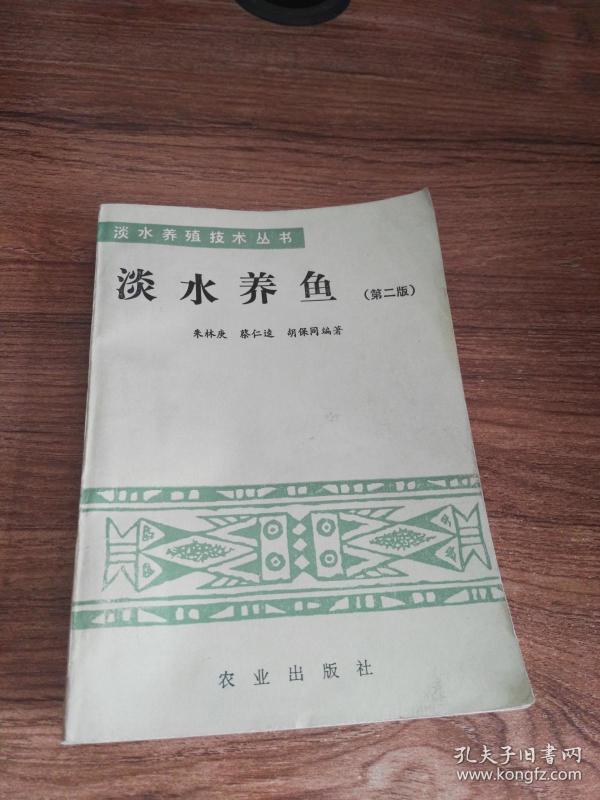 淡水养殖技术丛书
淡水养鱼（第二版）
朱林庚 蔡仁逵 胡保同编著
农业出版社
孔夫子旧书网
www.kongfz.com